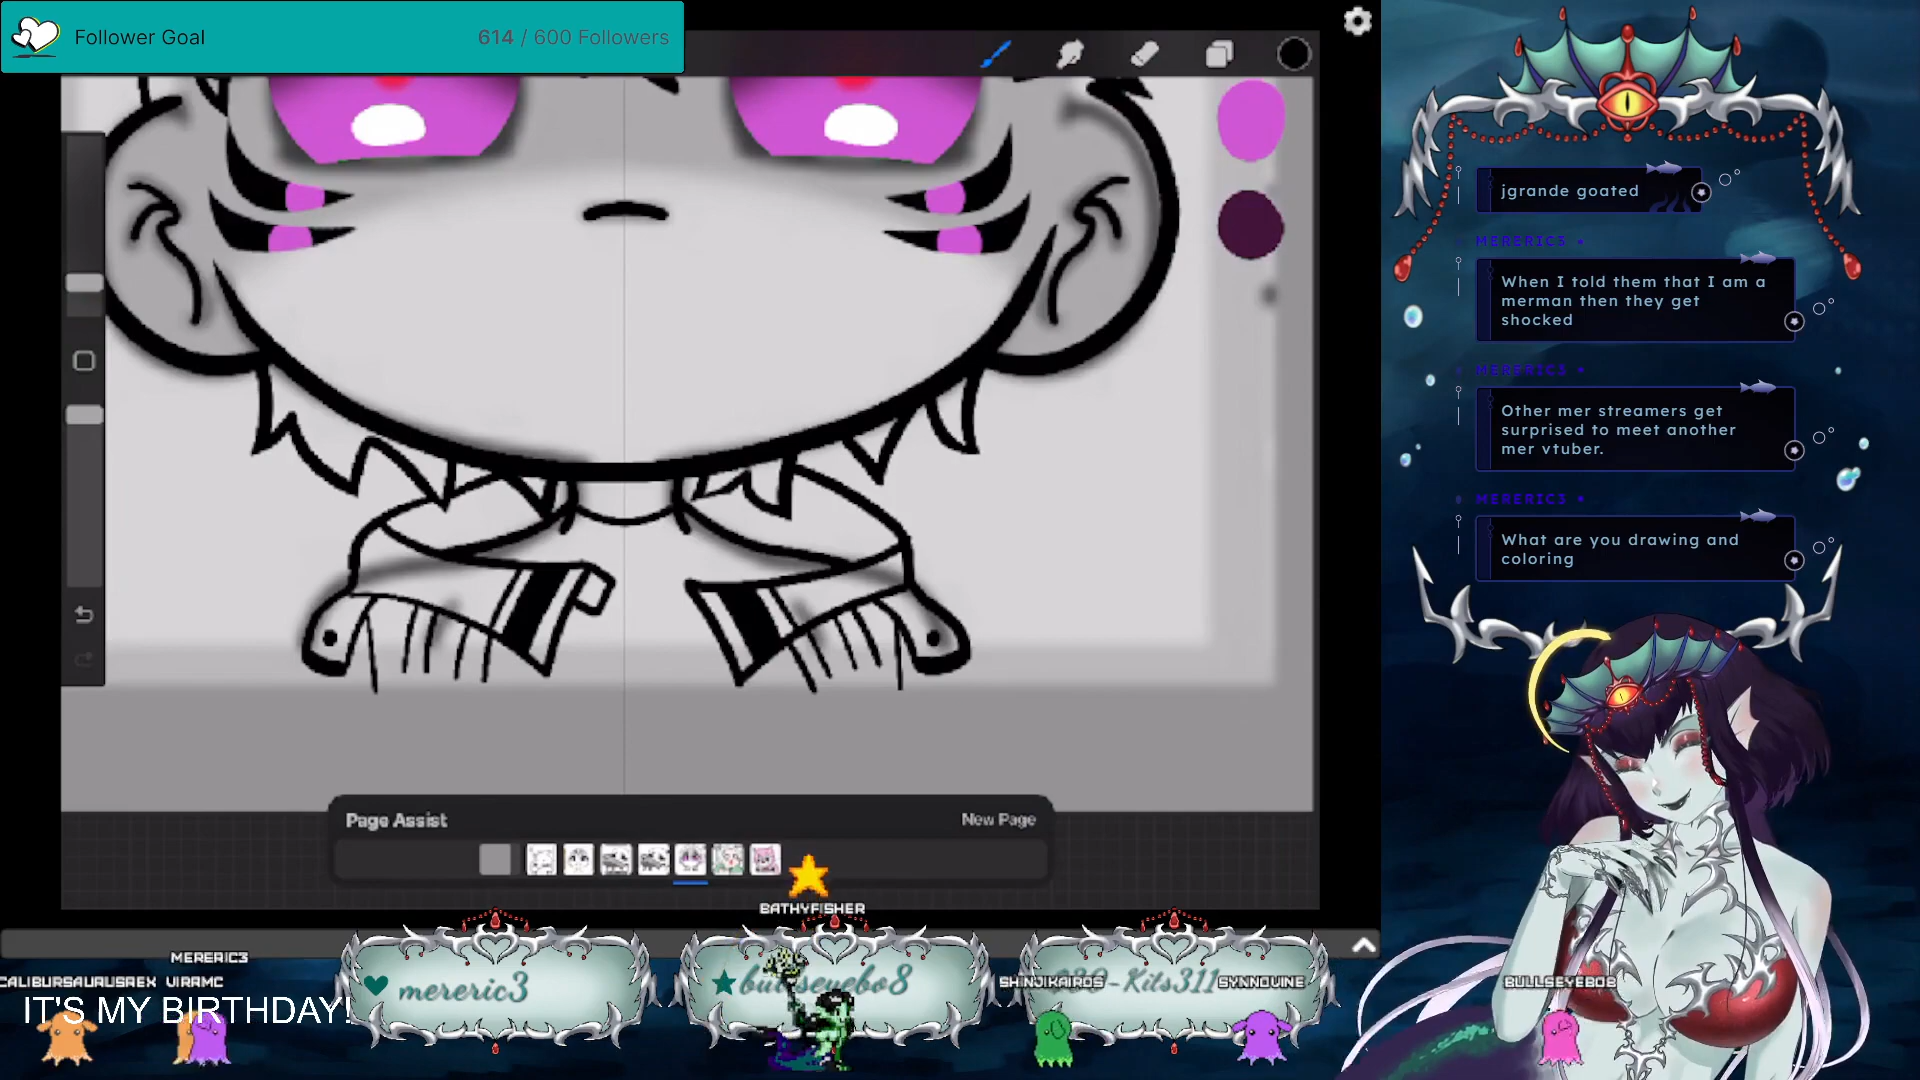 Follower Goal
614 / 600 Followers
jgrande goated
MERERIC3
When I told them that I am a
merman then they get
shocked
MERERIC3
Other mer streamers get
surprised to meet another
mer vtuber.
MERERIC3
What are you drawing and
coloring
Page Assist
New Page
BATHYFISHER
MERERIC3
CALIBURSAURUSREX
VIRAMC
IT'S MY BIRTHDAY!
mereric3
bullseyebo8
SHINJIKAIROS
-Kits311
SYNNOVINE
BULLSEYEBOB